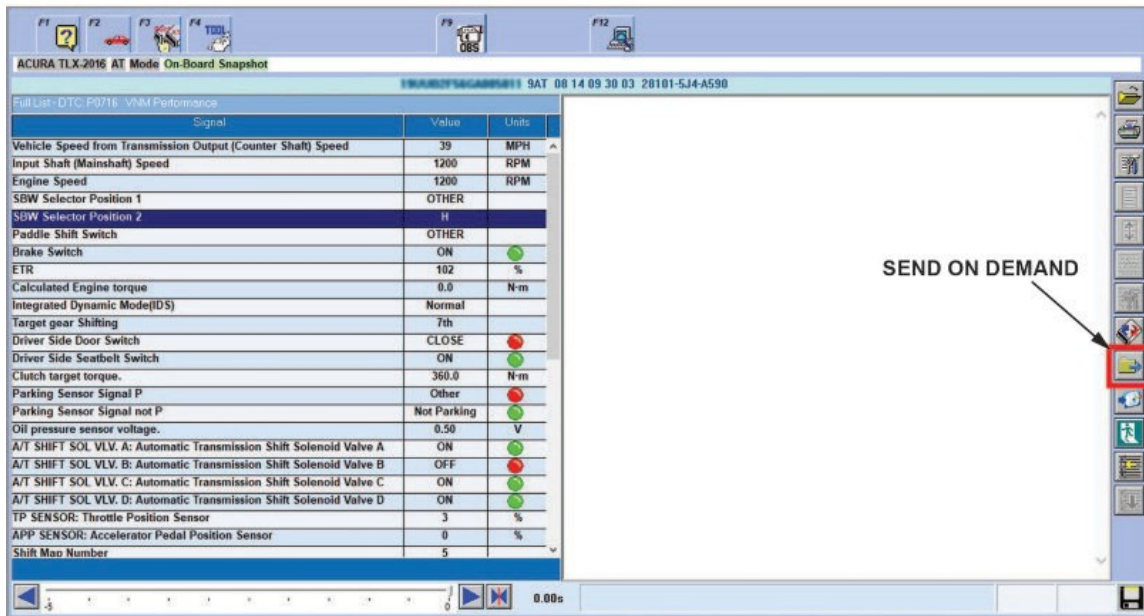 F1 F2 F3 F4 TOOL F9 OBS F12
ACURA TLX-2016 AT Mode On-Board Snapshot
9AT 08 14 09 30 03 28101-5J4-A590
Full List - DTC: P0716 VNM Performance
Signal Value Units
Vehicle Speed from Transmission Output (Counter Shaft) Speed 39 MPH
Input Shaft (Mainshaft) Speed 1200 RPM
Engine Speed 1200 RPM
SBW Selector Position 1 OTHER
SBW Selector Position 2 H
Paddle Shift Switch OTHER
Brake Switch ON
ETR 102 %
Calculated Engine torque 0.0 N·m
Integrated Dynamic Mode(IDS) Normal
Target gear Shifting 7th
Driver Side Door Switch CLOSE
Driver Side Seatbelt Switch ON
Clutch target torque. 360.0 N·m
Parking Sensor Signal P Other
Parking Sensor Signal not P Not Parking
Oil pressure sensor voltage. 0.50 V
A/T SHIFT SOL VLV. A: Automatic Transmission Shift Solenoid Valve A ON
A/T SHIFT SOL VLV. B: Automatic Transmission Shift Solenoid Valve B OFF
A/T SHIFT SOL VLV. C: Automatic Transmission Shift Solenoid Valve C ON
A/T SHIFT SOL VLV. D: Automatic Transmission Shift Solenoid Valve D ON
TP SENSOR: Throttle Position Sensor 3 %
APP SENSOR: Accelerator Pedal Position Sensor 0 %
Shift Map Number 5
SEND ON DEMAND
-5 0 0.00s